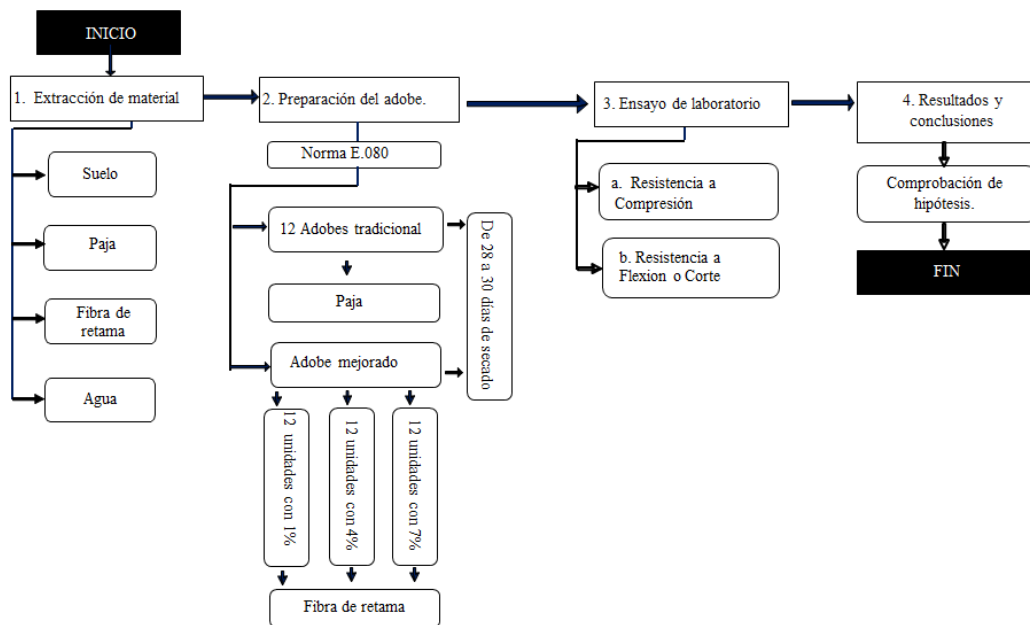 INICIO
1. Extracción de material
Suelo
Paja
Fibra de
retama
Agua
2. Preparación del adobe.
Norma E.080
12 Adobes tradicional
Paja
Adobe mejorado
De 28 a 30 días de secado
12 unidades con 1%
12 unidades con 4%
12 unidades con 7%
Fibra de retama
3. Ensayo de laboratorio
a. Resistencia a
Compresión
b. Resistencia a
Flexion o Corte
4. Resultados y
conclusiones
Comprobación de
hipótesis.
FIN